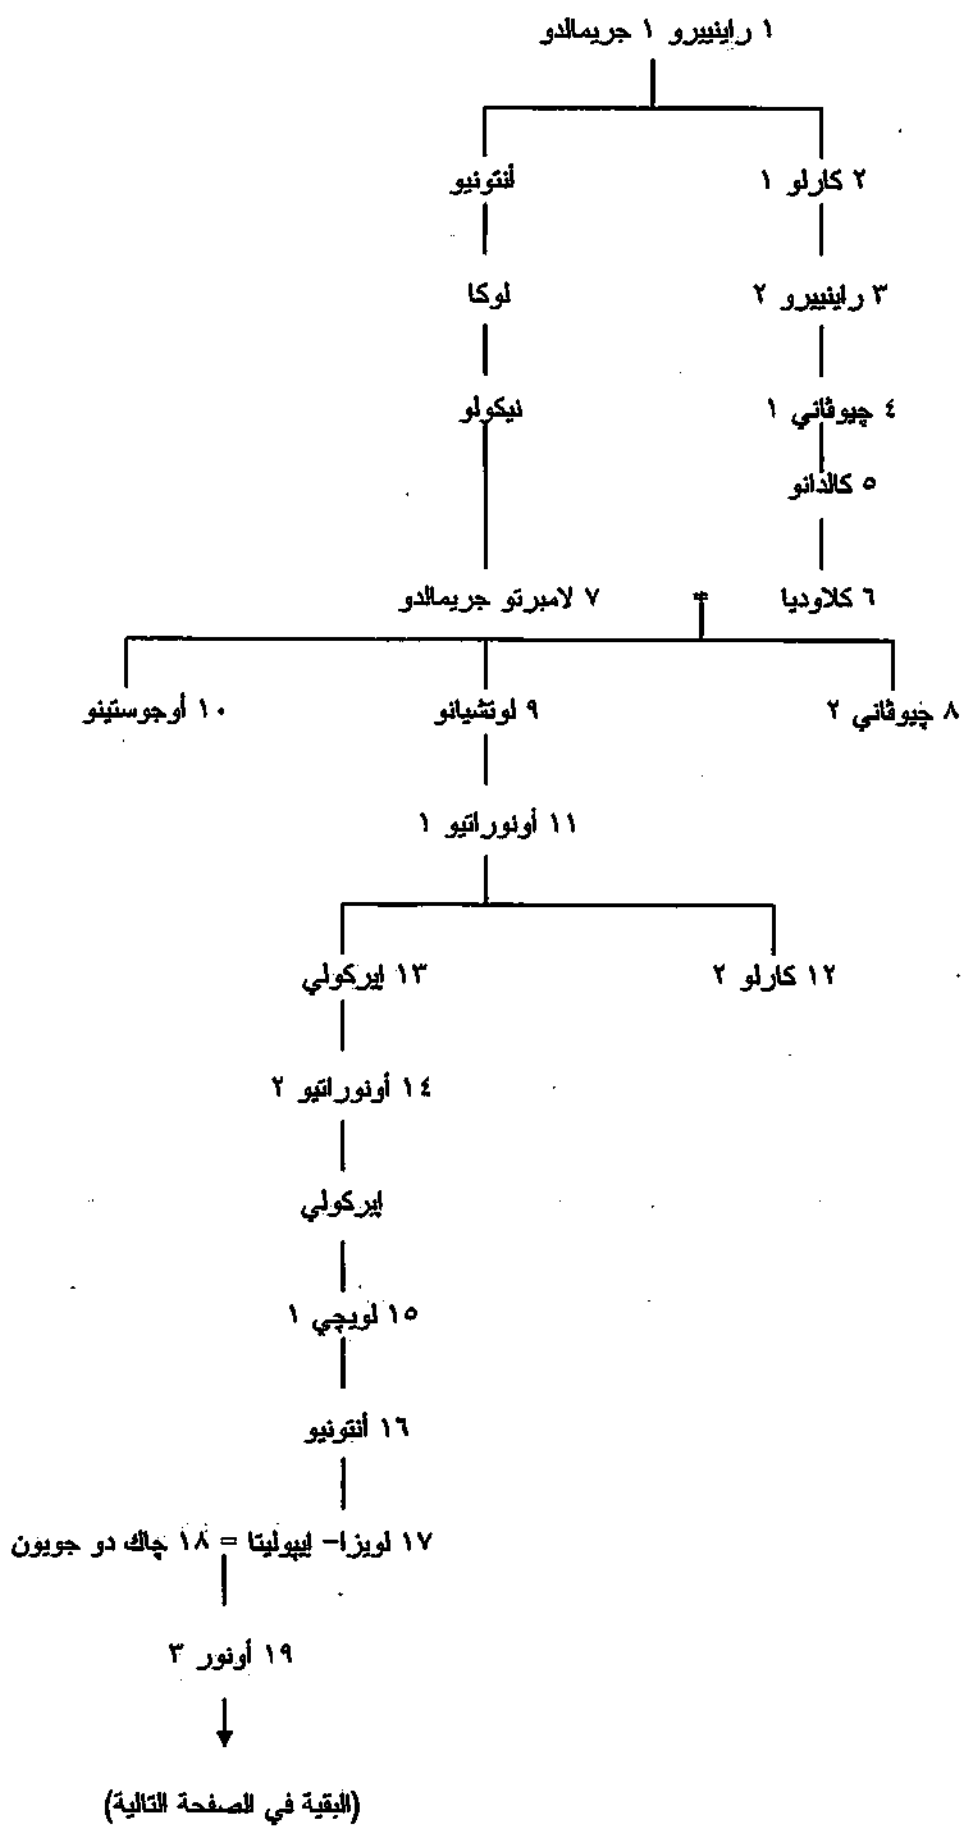 ١ راينييرو ١ جريمالدو
٢ كارلو ١
أنتونيو
٣ راينييرو ٢
لوكا
٤ چيوڤاني ١
نيكولو
٥ كالدانو
٦ كلاوديا = ٧ لامبرتو جريمالدو
٨ چيوڤاني ٢
٩ لوتشيانو
١٠ أوجوستينو
١١ أونوراتيو ١
١٢ كارلو ٢
١٣ إيركولي
١٤ أونوراتيو ٢
إيركولي
١٥ لويچي ١
١٦ أنتونيو
١٧ لويزا– إيپوليتا = ١٨ چاك دو جويون
١٩ أونور ٣
(البقية في الصفحة التالية)